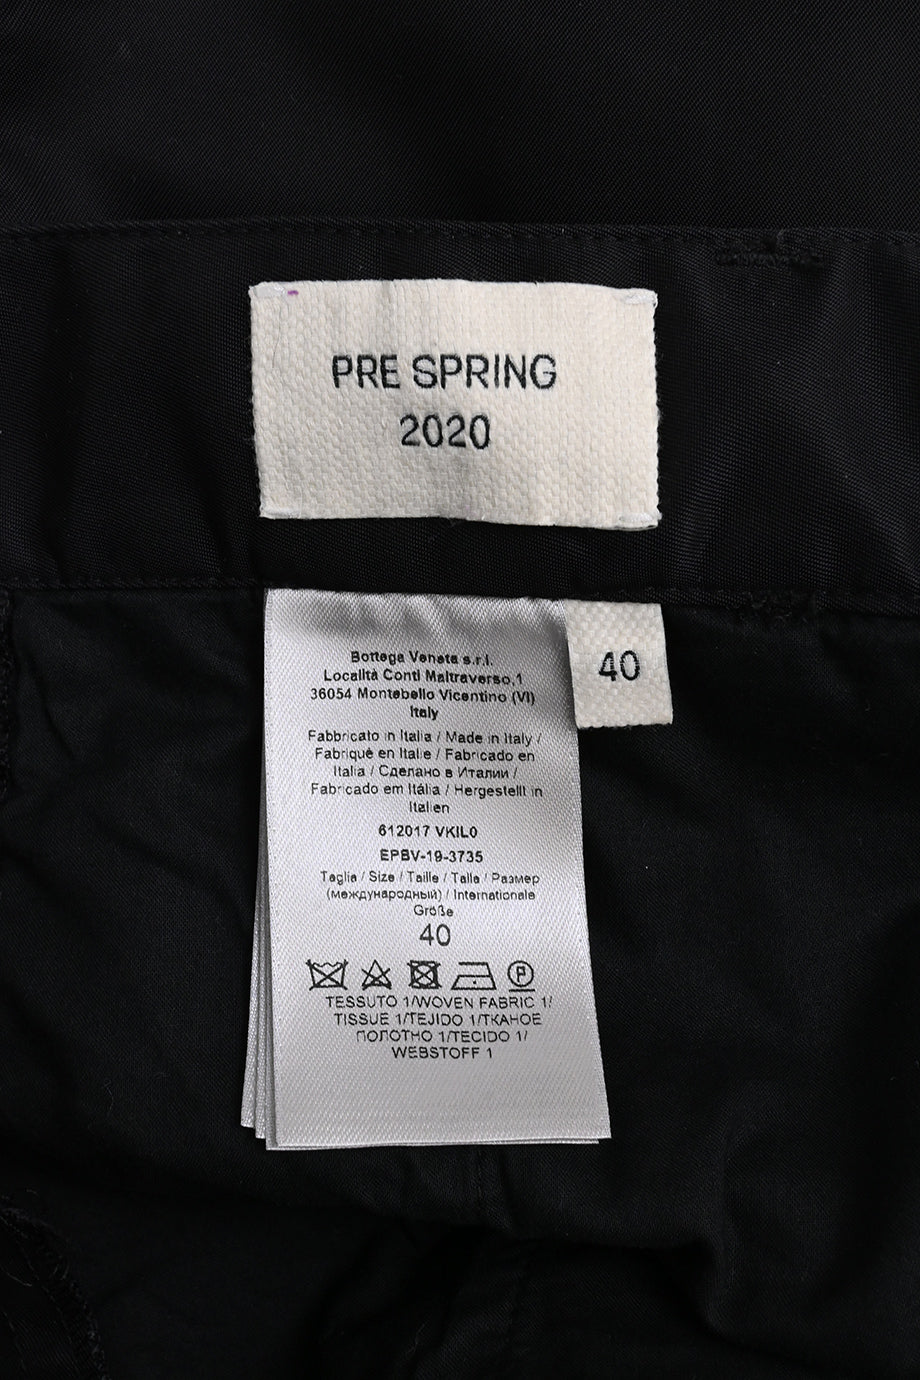 PRE SPRING
2020
40
Bottega Veneta s.r.l.
Località Conti Maltraverso,1
36054 Montebello Vicentino (VI)
Italy
Fabbricato in Italia / Made in Italy /
Fabriqué en Italie / Fabricado en
Italia / Сделано в Италии /
Fabricado em Itália / Hergestellt in
Italien
612017 VKIL0
EPBV-19-3735
Taglia / Size / Taille / Talla / Размер
(международный) / Internationale
Größe
40
P
TESSUTO 1/WOVEN FABRIC 1/
TISSUE 1/TEJIDO 1/ТКАНОЕ
ПОЛОТНО 1/TECIDO 1/
WEBSTOFF 1